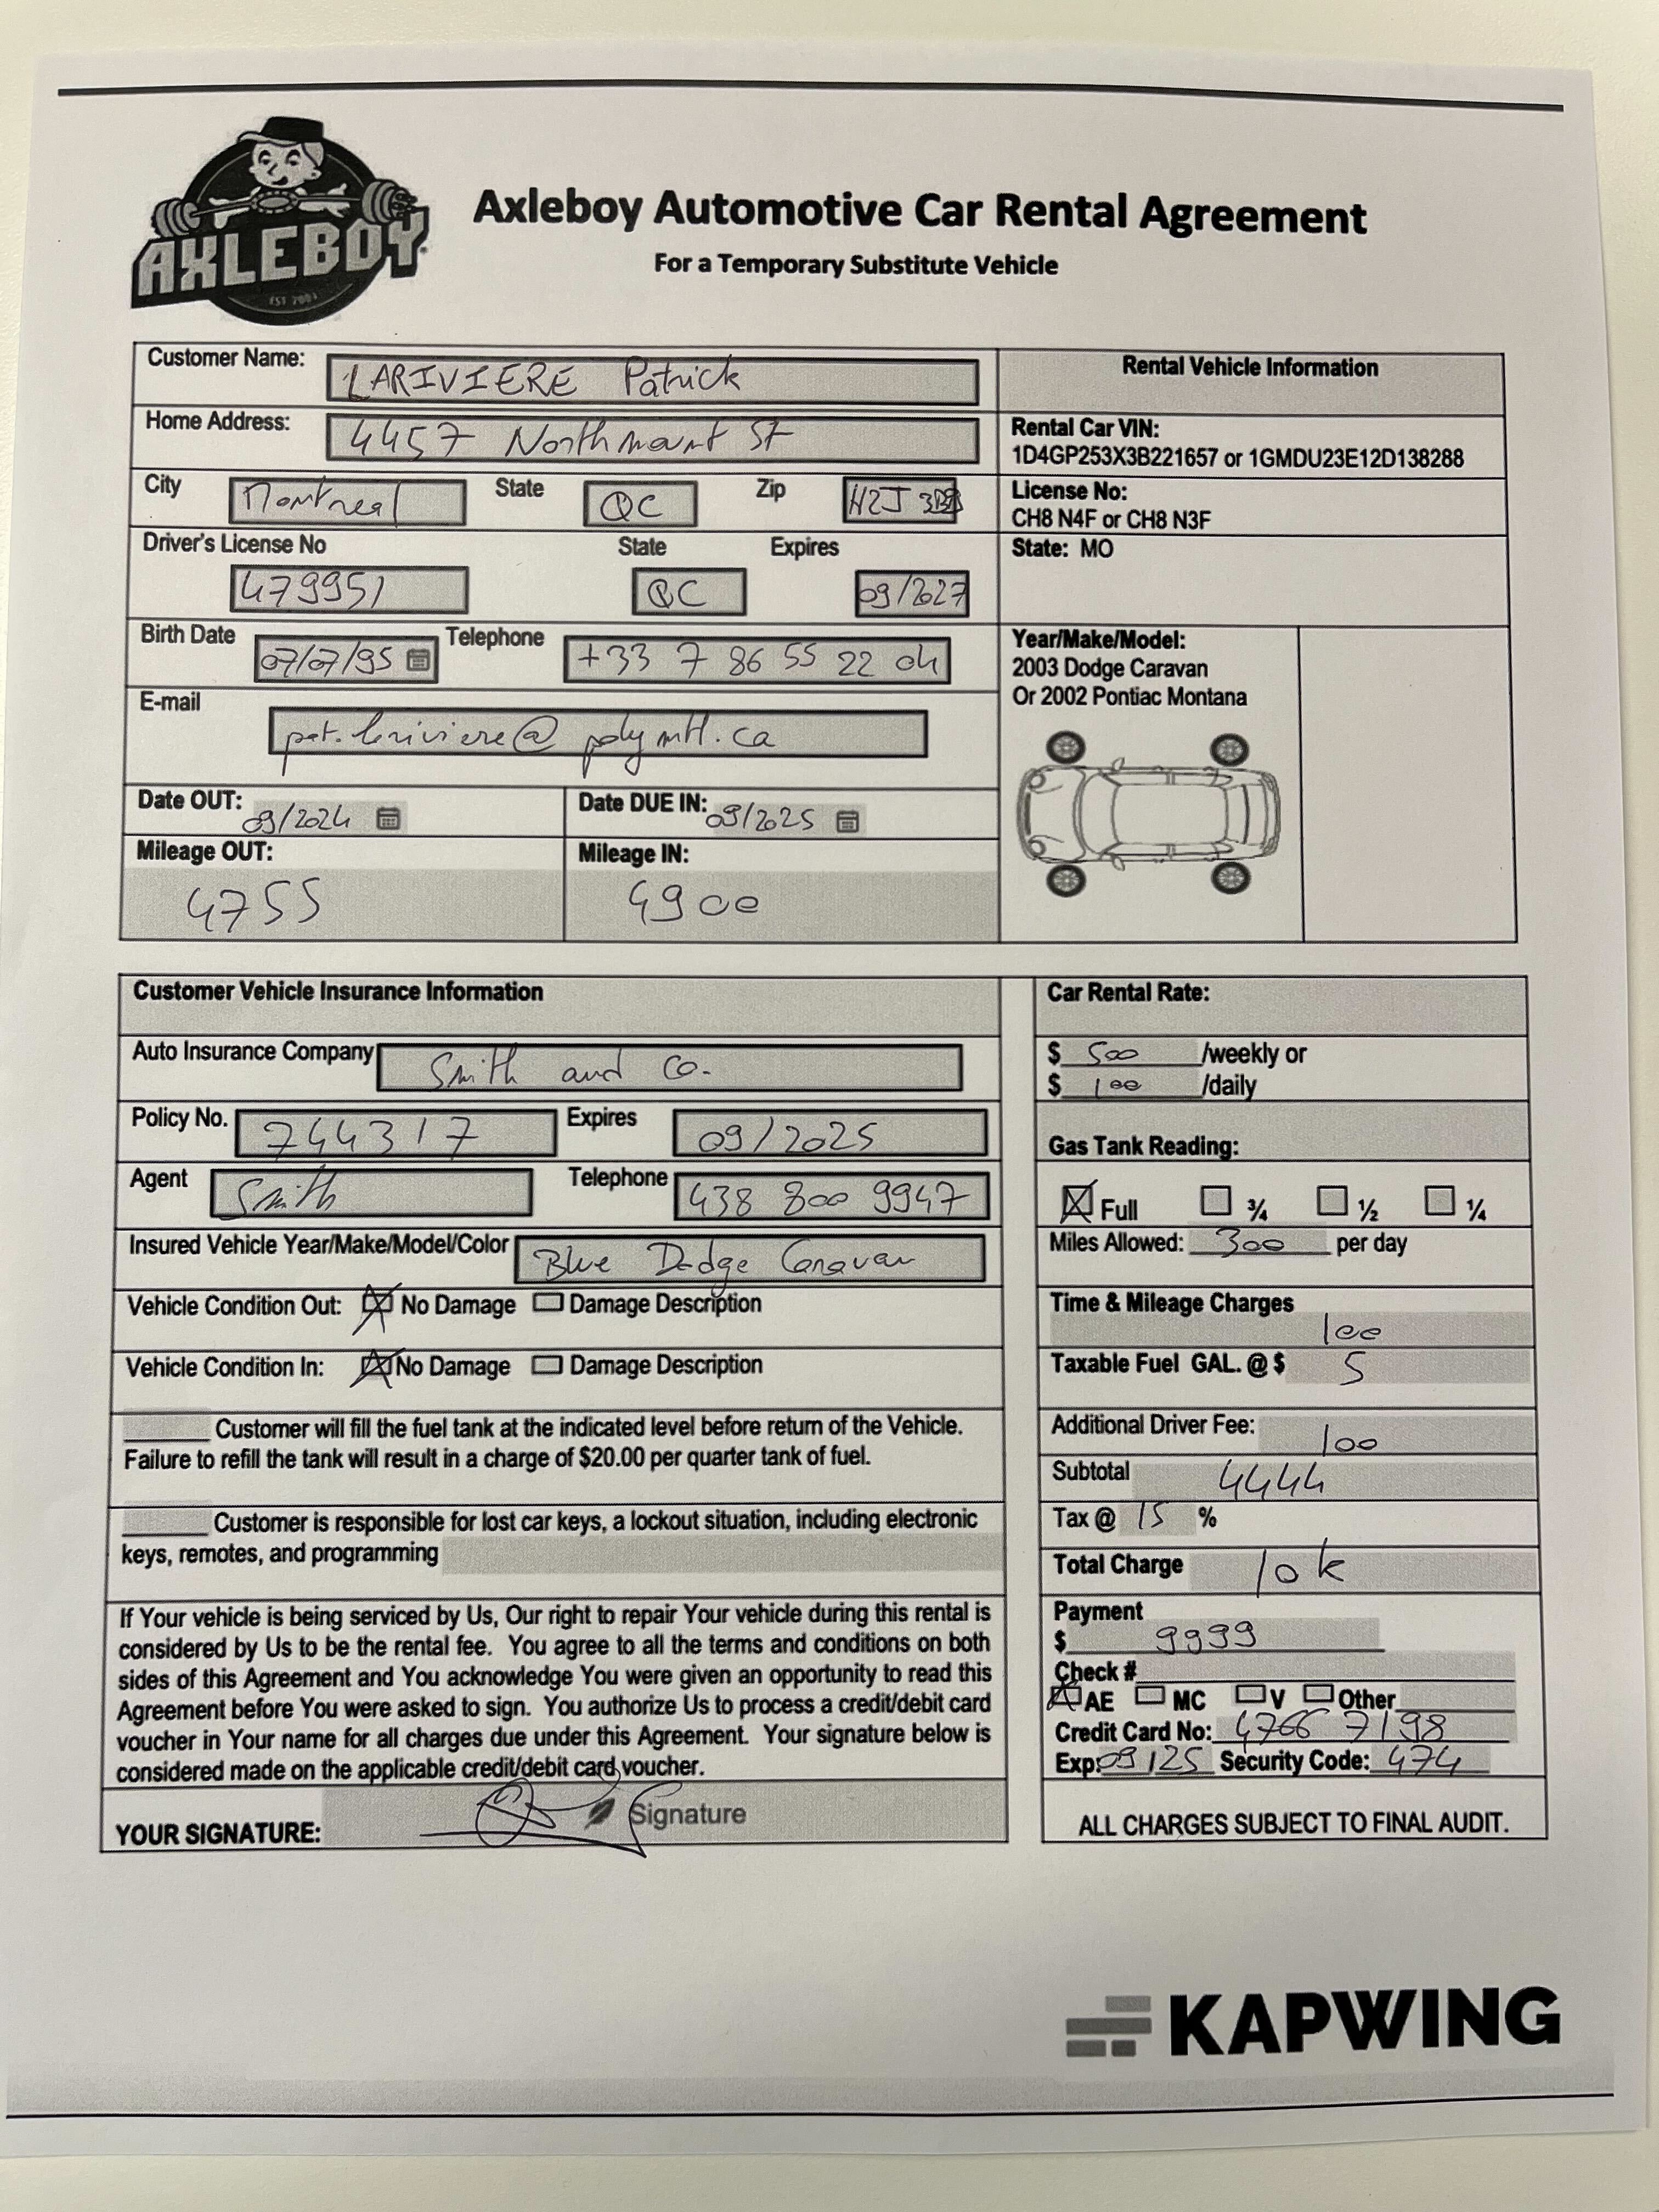 AXLEBOY
EST 2001
Axleboy Automotive Car Rental Agreement
For a Temporary Substitute Vehicle
Customer Name: LARIVIERE Patrick
Home Address: 4457 Northmount St
City Montreal State QC Zip H2J
Driver's License No State Expires
479951 QC 09/2027
Birth Date 07/07/95 Telephone +33 7 86 55 22 04
E-mail
pat.lariviere@polymtl.ca
Date OUT: 09/2024 Date DUE IN: 09/2025
Mileage OUT: Mileage IN:
4755 4900
Rental Vehicle Information
Rental Car VIN:
1D4GP253X3B221657 or 1GMDU23E12D138288
License No:
CH8 N4F or CH8 N3F
State: MO
Year/Make/Model:
2003 Dodge Caravan
Or 2002 Pontiac Montana
Customer Vehicle Insurance Information
Auto Insurance Company Smith and Co.
Policy No. 744317 Expires 09/2025
Agent Smith Telephone 438 800 9947
Insured Vehicle Year/Make/Model/Color Blue Dodge Caravan
Vehicle Condition Out: No Damage Damage Description
Vehicle Condition In: No Damage Damage Description
Customer will fill the fuel tank at the indicated level before return of the Vehicle.
Failure to refill the tank will result in a charge of $20.00 per quarter tank of fuel.
Customer is responsible for lost car keys, a lockout situation, including electronic
keys, remotes, and programming
If Your vehicle is being serviced by Us, Our right to repair Your vehicle during this rental is
considered by Us to be the rental fee. You agree to all the terms and conditions on both
sides of this Agreement and You acknowledge You were given an opportunity to read this
Agreement before You were asked to sign. You authorize Us to process a credit/debit card
voucher in Your name for all charges due under this Agreement. Your signature below is
considered made on the applicable credit/debit card voucher.
YOUR SIGNATURE: Signature
Car Rental Rate:
$ 500 /weekly or
$ 100 /daily
Gas Tank Reading:
Full ¾ ½ ¼
Miles Allowed: 300 per day
Time & Mileage Charges
100
Taxable Fuel GAL. @ $ 5
Additional Driver Fee: 100
Subtotal 4444
Tax @ 15 %
Total Charge 10k
Payment
$ 9999
Check #
AE MC V Other
Credit Card No: 4766 7198
Exp: 09/25 Security Code: 474
ALL CHARGES SUBJECT TO FINAL AUDIT.
KAPWING